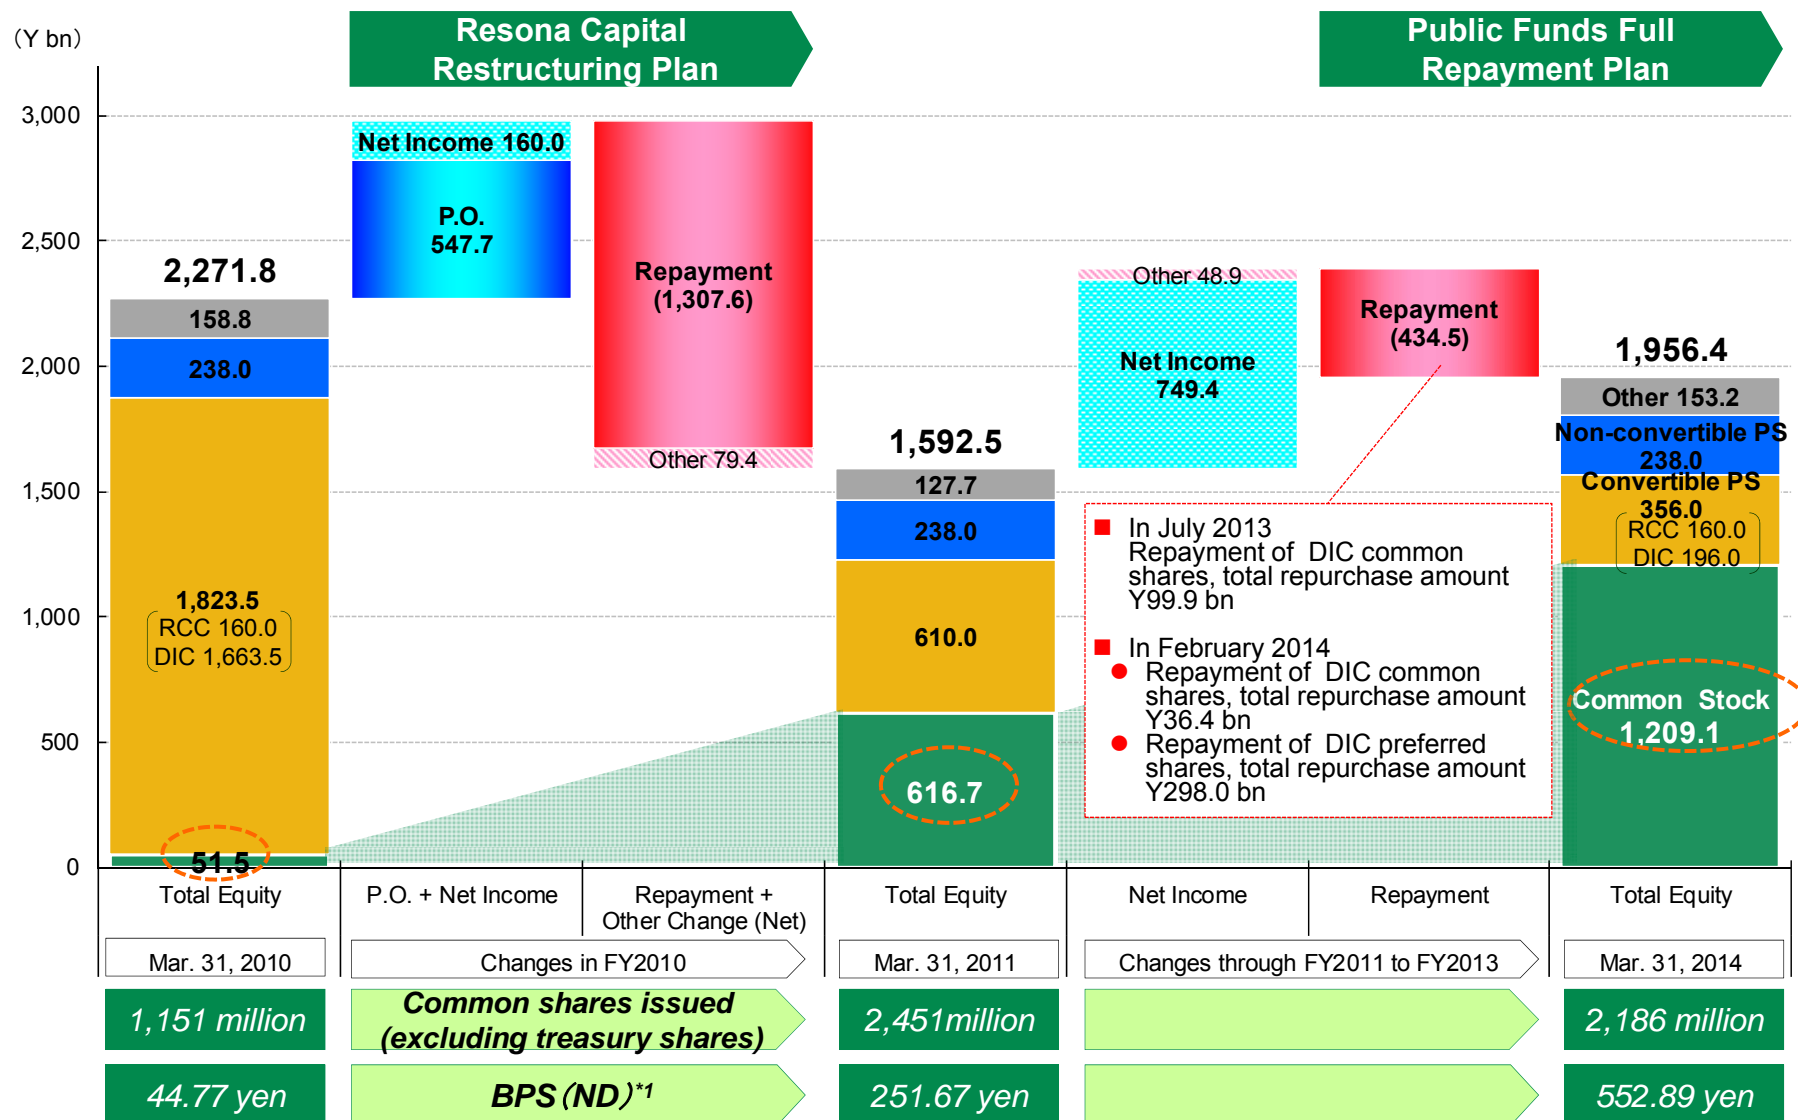 （Y bn）
Resona Capital
Restructuring Plan
Public Funds Full
Repayment Plan
3,000
2,500
2,000
1,500
1,000
500
0
2,271.8
158.8
238.0
1,823.5
RCC 160.0
DIC 1,663.5
51.5
Net Income 160.0
P.O.
547.7
Repayment
(1,307.6)
Other 79.4
1,592.5
127.7
238.0
610.0
616.7
Other 48.9
Net Income
749.4
Repayment
(434.5)
In July 2013
Repayment of DIC common
shares, total repurchase amount
Y99.9 bn
In February 2014
Repayment of DIC common
shares, total repurchase amount
Y36.4 bn
Repayment of DIC preferred
shares, total repurchase amount
Y298.0 bn
1,956.4
Other 153.2
Non-convertible PS
238.0
Convertible PS
356.0
RCC 160.0
DIC 196.0
Common Stock
1,209.1
Total Equity
P.O. + Net Income
Repayment +
Other Change (Net)
Total Equity
Net Income
Repayment
Total Equity
Mar. 31, 2010
Changes in FY2010
Mar. 31, 2011
Changes through FY2011 to FY2013
Mar. 31, 2014
1,151 million
Common shares issued
(excluding treasury shares)
2,451million
2,186 million
44.77 yen
BPS（ND）*1
251.67 yen
552.89 yen